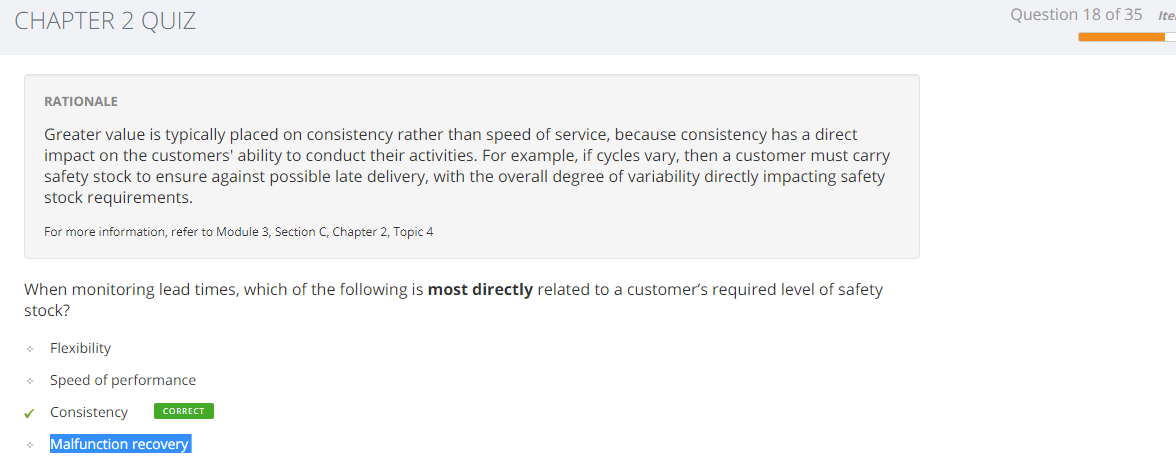 CHAPTER 2 QUIZ
Question 18 of 35
RATIONALE
Greater value is typically placed on consistency rather than speed of service, because consistency has a direct
impact on the customers' ability to conduct their activities. For example, if cycles vary, then a customer must carry
safety stock to ensure against possible late delivery, with the overall degree of variability directly impacting safety
stock requirements.
For more information, refer to Module 3, Section C, Chapter 2, Topic 4
When monitoring lead times, which of the following is most directly related to a customer’s required level of safety
stock?
Flexibility
Speed of performance
Consistency CORRECT
Malfunction recovery